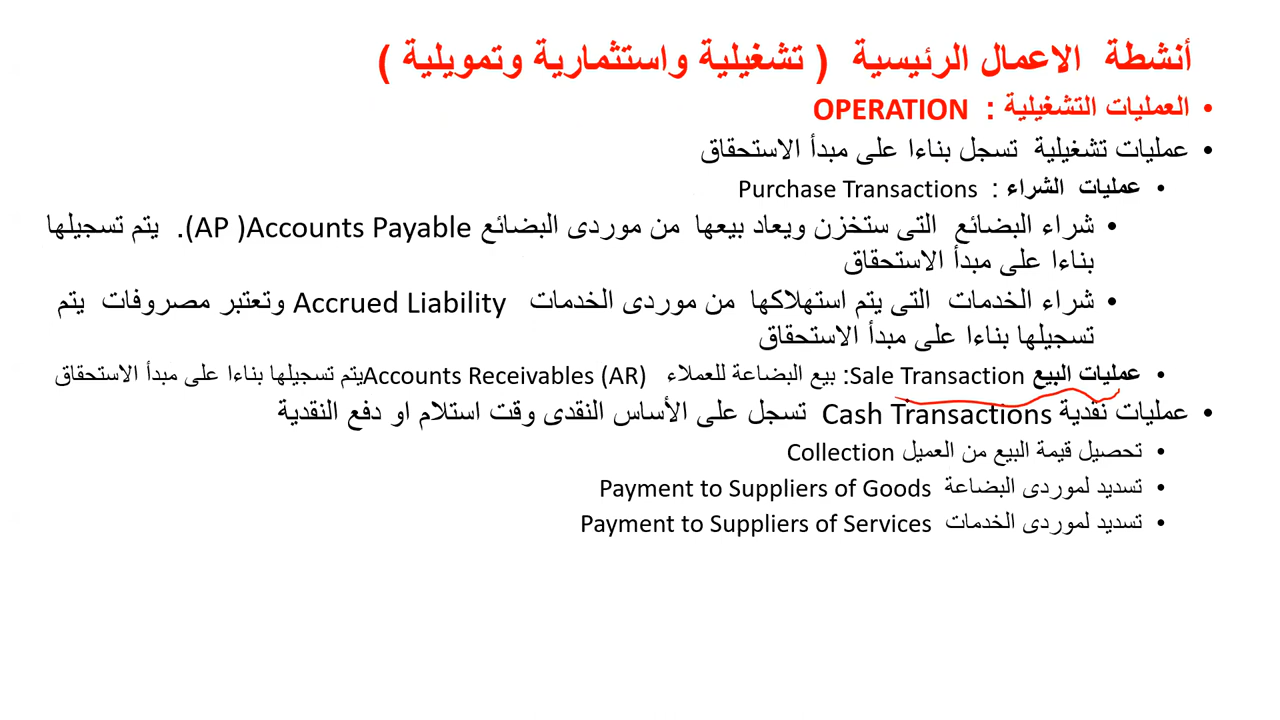 أنشطة الاعمال الرئيسية ( تشغيلية واستثمارية وتمويلية )
• العمليات التشغيلية : OPERATION
• عمليات تشغيلية تسجل بناءا على مبدأ الاستحقاق
• عمليات الشراء : Purchase Transactions
• شراء البضائع التى ستخزن ويعاد بيعها من موردى البضائع Accounts Payable( AP). يتم تسجيلها
بناءا على مبدأ الاستحقاق
• شراء الخدمات التى يتم استهلاكها من موردى الخدمات Accrued Liability وتعتبر مصروفات يتم
تسجيلها بناءا على مبدأ الاستحقاق
• عمليات البيع Sale Transaction: بيع البضاعة للعملاء Accounts Receivables (AR)يتم تسجيلها بناءا على مبدأ الاستحقاق
• عمليات نقدية Cash Transactions تسجل على الأساس النقدى وقت استلام او دفع النقدية
• تحصيل قيمة البيع من العميل Collection
• تسديد لموردى البضاعة Payment to Suppliers of Goods
• تسديد لموردى الخدمات Payment to Suppliers of Services